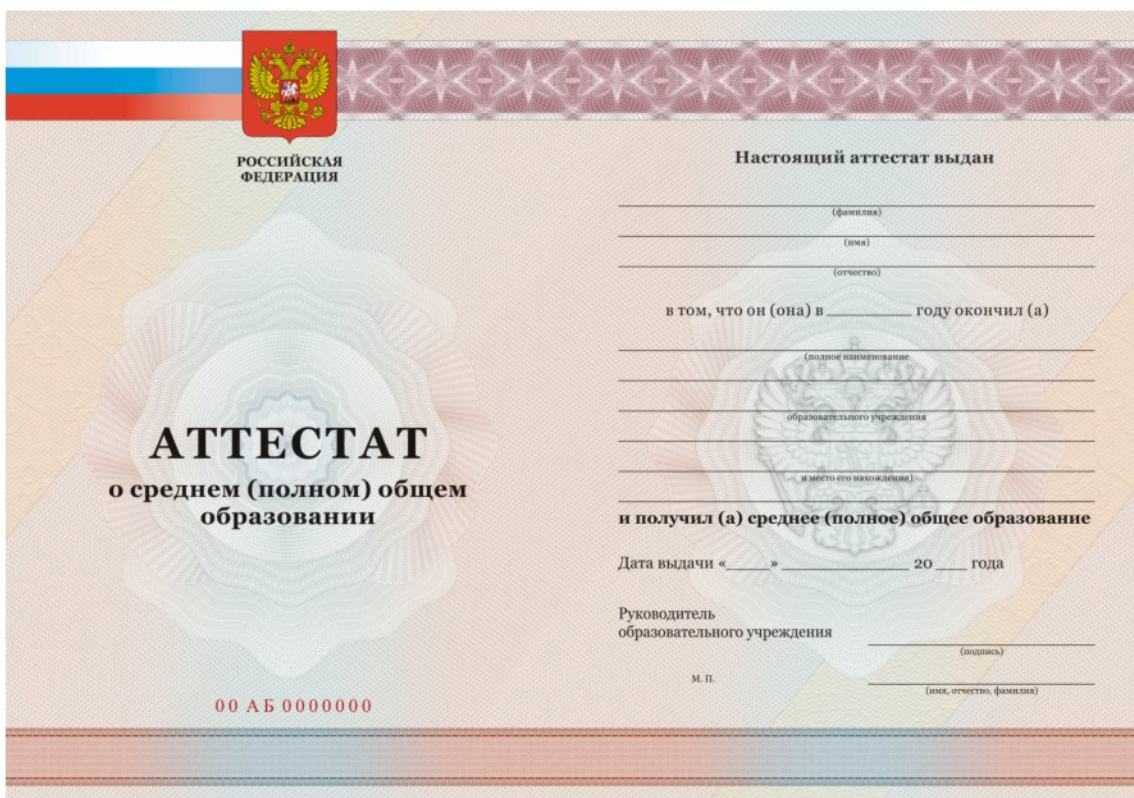 РОССИЙСКАЯ
ФЕДЕРАЦИЯ
АТТЕСТАТ
о среднем (полном) общем
образовании
00 АБ 0000000
Настоящий аттестат выдан
(фамилия)
(имя)
(отчество)
в том, что он (она) в __________ году окончил (а)
(полное наименование
образовательного учреждения
и место его нахождения)
и получил (а) среднее (полное) общее образование
Дата выдачи «_____» _______________ 20 ____ года
Руководитель
образовательного учреждения
(подпись)
М. П.
(имя, отчество, фамилия)